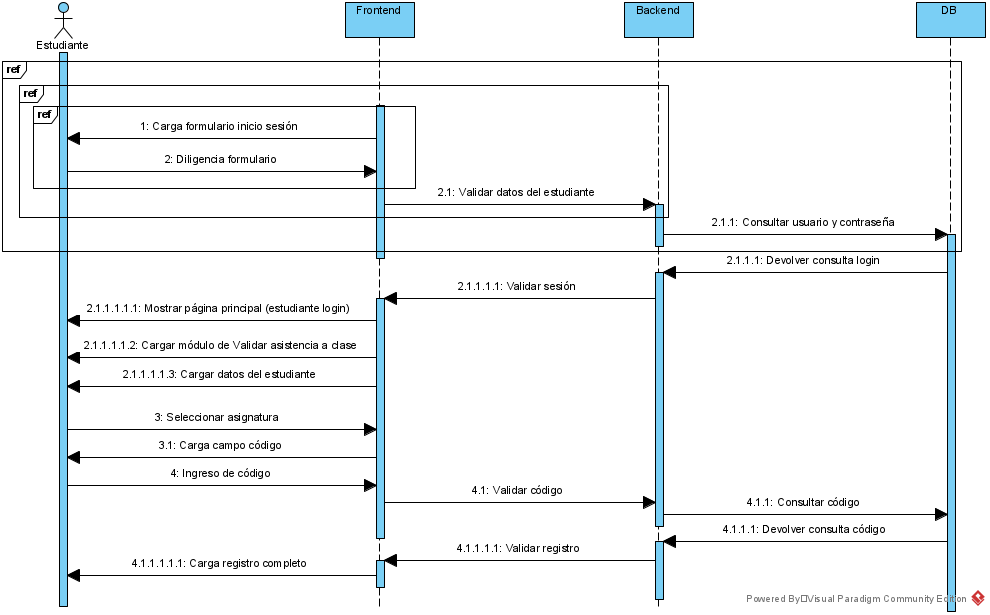 Frontend
Backend
DB
Estudiante
ref
ref
ref
1: Carga formulario inicio sesión
2: Diligencia formulario
2.1: Validar datos del estudiante
2.1.1: Consultar usuario y contraseña
2.1.1.1: Devolver consulta login
2.1.1.1.1: Validar sesión
2.1.1.1.1.1: Mostrar página principal (estudiante login)
2.1.1.1.1.2: Cargar módulo de Validar asistencia a clase
2.1.1.1.1.3: Cargar datos del estudiante
3: Seleccionar asignatura
3.1: Carga campo código
4: Ingreso de código
4.1: Validar código
4.1.1: Consultar código
4.1.1.1: Devolver consulta código
4.1.1.1.1: Validar registro
4.1.1.1.1.1: Carga registro completo
Powered By Visual Paradigm Community Edition